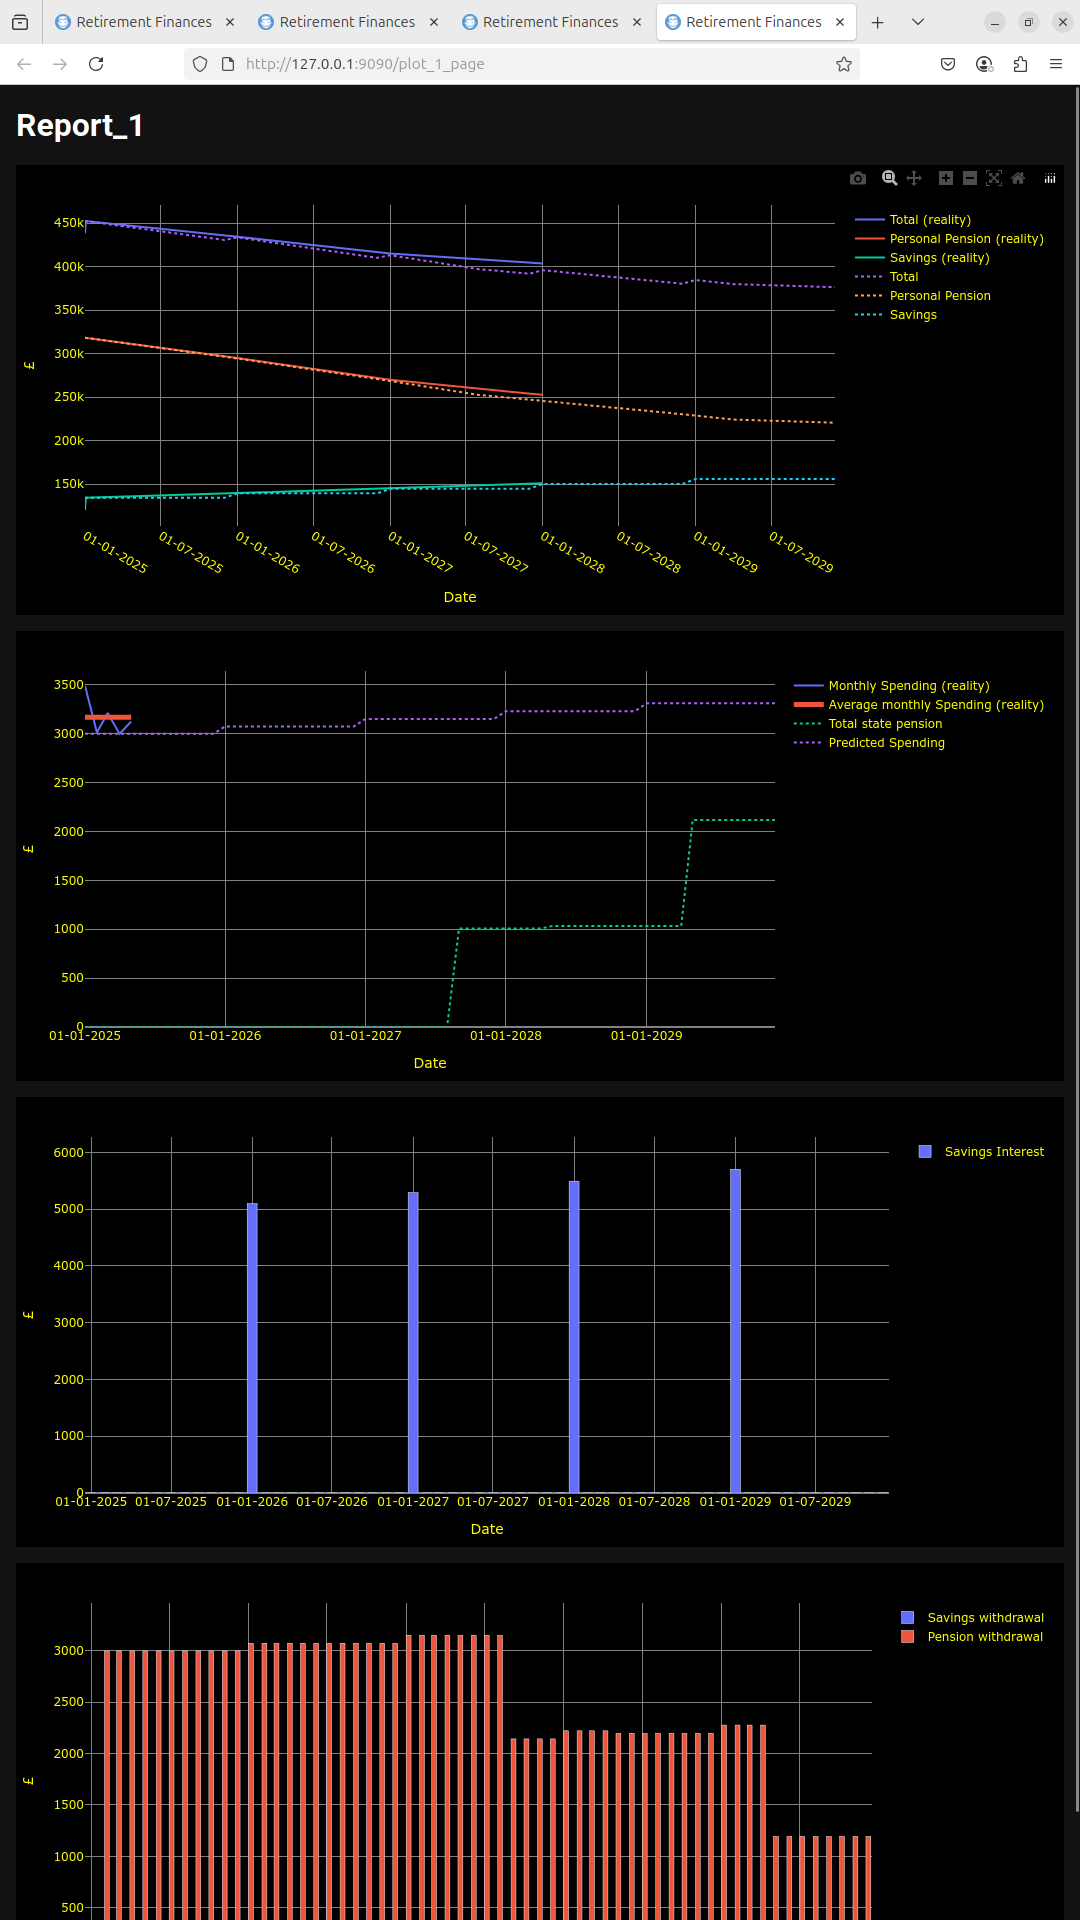 Retirement Finances
Retirement Finances
Retirement Finances
Retirement Finances
http://127.0.0.1:9090/plot_1_page
Report_1
450k
400k
350k
300k
250k
200k
150k
£
01-01-2025
01-07-2025
01-01-2026
01-07-2026
01-01-2027
01-07-2027
01-01-2028
01-07-2028
01-01-2029
01-07-2029
Date
Total (reality)
Personal Pension (reality)
Savings (reality)
Total
Personal Pension
Savings
3500
3000
2500
2000
1500
1000
500
0
£
01-01-2025
01-01-2026
01-01-2027
01-01-2028
01-01-2029
Date
Monthly Spending (reality)
Average monthly Spending (reality)
Total state pension
Predicted Spending
6000
5000
4000
3000
2000
1000
0
£
01-01-2025
01-07-2025
01-01-2026
01-07-2026
01-01-2027
01-07-2027
01-01-2028
01-07-2028
01-01-2029
01-07-2029
Date
Savings Interest
3000
2500
2000
1500
1000
500
£
Savings withdrawal
Pension withdrawal